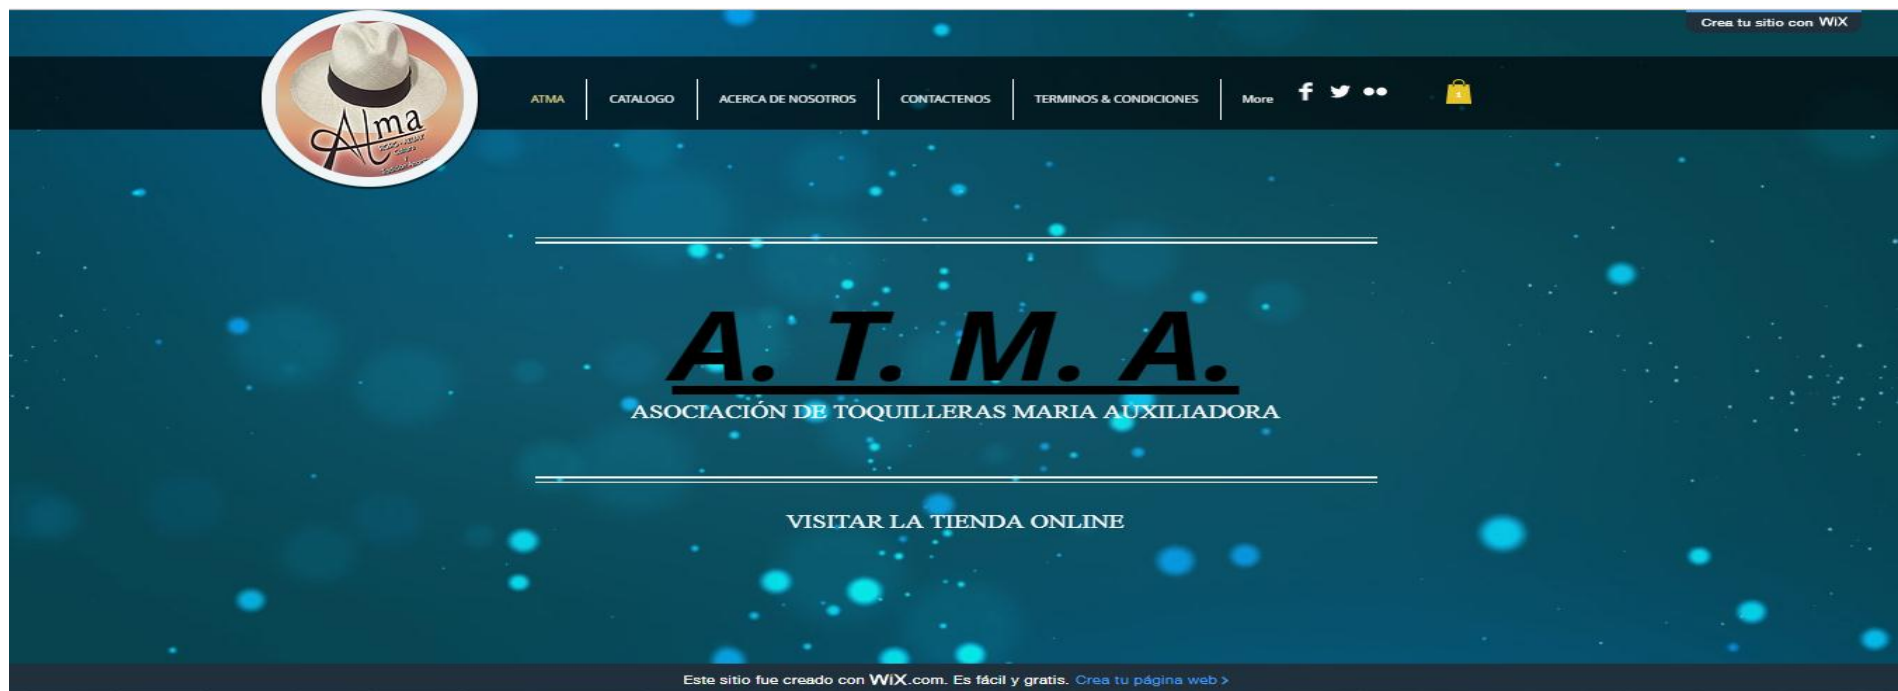 Crea tu sitio con WiX
ATMA
CATALOGO
ACERCA DE NOSOTROS
CONTACTENOS
TERMINOS & CONDICIONES
More
1
Alma
A. T. M. A.
ASOCIACIÓN DE TOQUILLERAS MARIA AUXILIADORA
VISITAR LA TIENDA ONLINE
Este sitio fue creado con WiX.com. Es fácil y gratis. Crea tu página web >